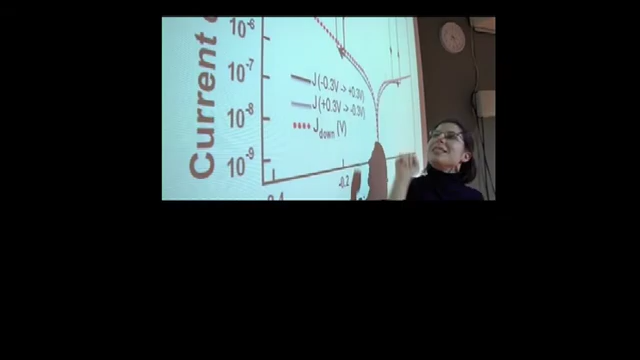 Current
10-6
10-7
10-8
10-9
J(-0.3V -> +0.3V)
J(+0.3V -> -0.3V)
Jdown (V)
-0.2